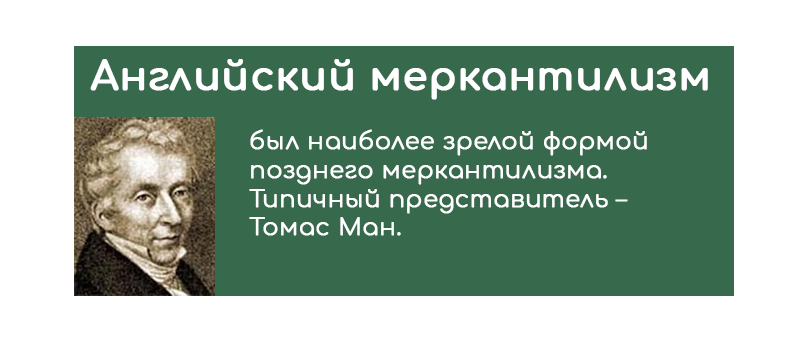 Английский меркантилизм
был наиболее зрелой формой
позднего меркантилизма.
Типичный представитель –
Томас Ман.